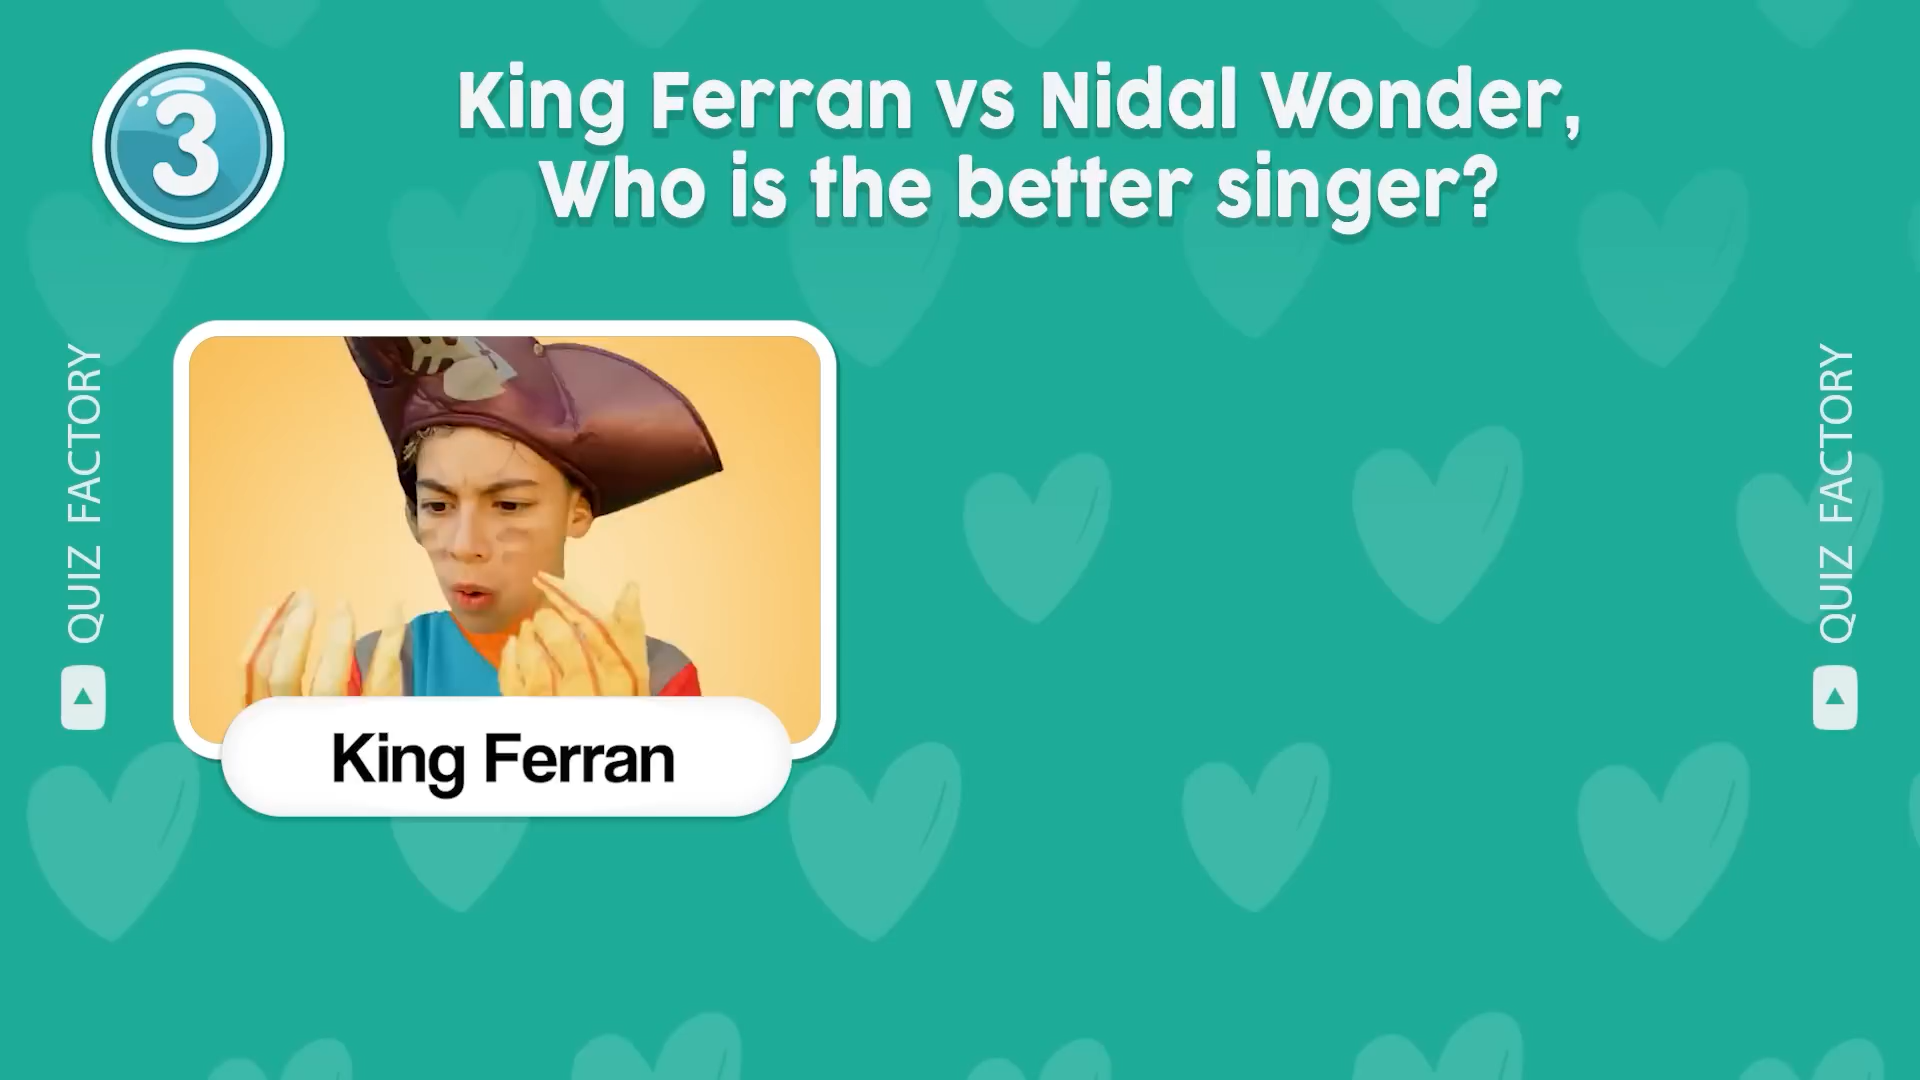 3
King Ferran vs Nidal Wonder,
Who is the better singer?
QUIZ FACTORY
King Ferran
QUIZ FACTORY